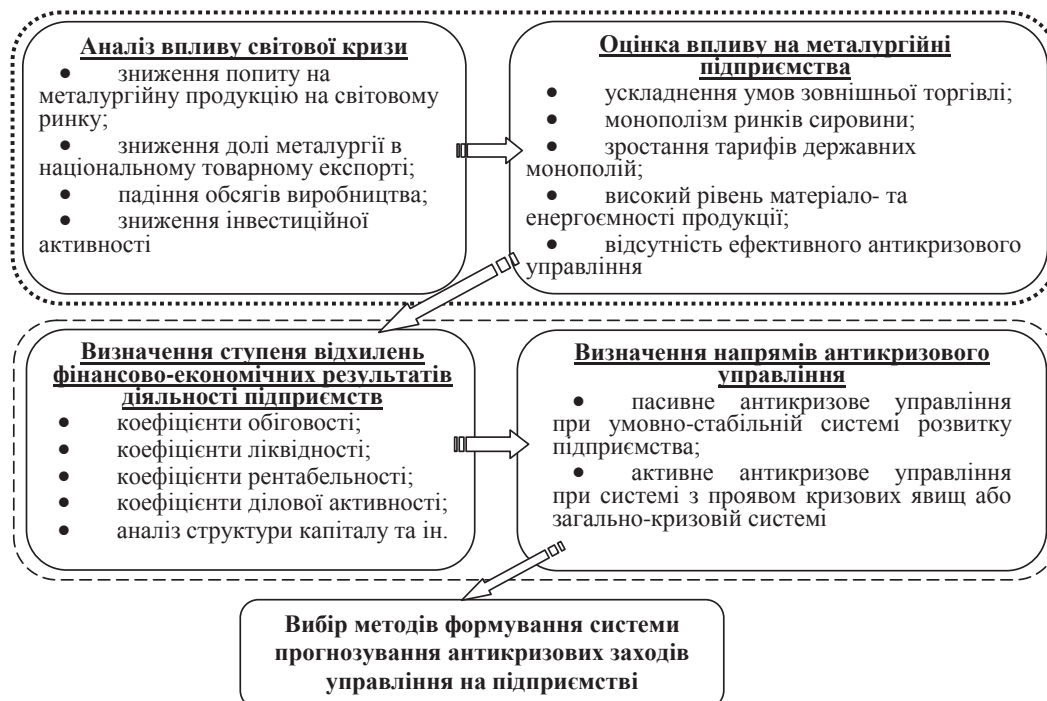 Аналіз впливу світової кризи
• зниження попиту на
металургійну продукцію на світовому
ринку;
• зниження долі металургії в
національному товарному експорті;
• падіння обсягів виробництва;
• зниження інвестиційної
активності
Оцінка впливу на металургійні
підприємства
• ускладнення умов зовнішньої торгівлі;
• монополізм ринків сировини;
• зростання тарифів державних
монополій;
• високий рівень матеріало- та
енергоємності продукції;
• відсутність ефективного антикризового
управління
Визначення ступеня відхилень
фінансово-економічних результатів
діяльності підприємств
• коефіцієнти обіговості;
• коефіцієнти ліквідності;
• коефіцієнти рентабельності;
• коефіцієнти ділової активності;
• аналіз структури капіталу та ін.
Визначення напрямів антикризового
управління
• пасивне антикризове управління
при умовно-стабільній системі розвитку
підприємства;
• активне антикризове управління
при системі з проявом кризових явищ або
загально-кризовій системі
Вибір методів формування системи
прогнозування антикризових заходів
управління на підприємстві